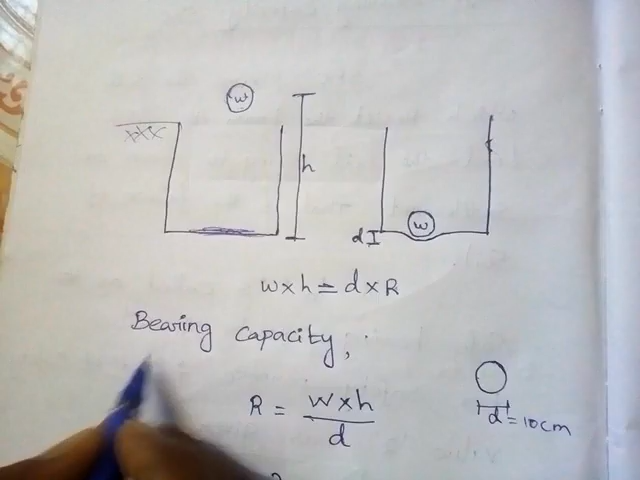 w
h
w
d
w×h = d×R
Bearing Capacity,
R = w×h / d
d = 10cm